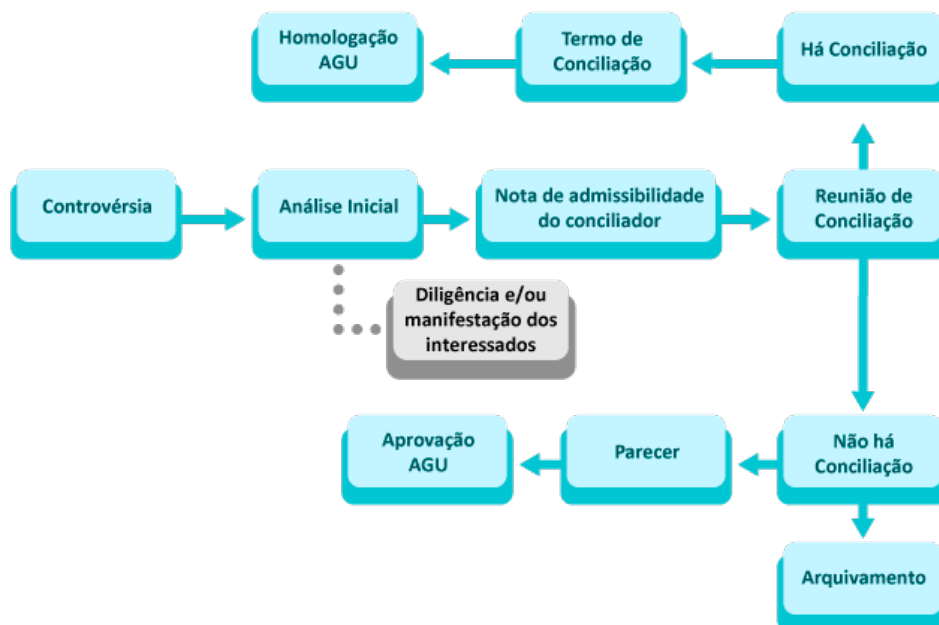 Homologação
AGU
Termo de
Conciliação
Há Conciliação
Controvérsia
Análise Inicial
Nota de admissibilidade
do conciliador
Reunião de
Conciliação
Diligência e/ou
manifestação dos
interessados
Aprovação
AGU
Parecer
Não há
Conciliação
Arquivamento